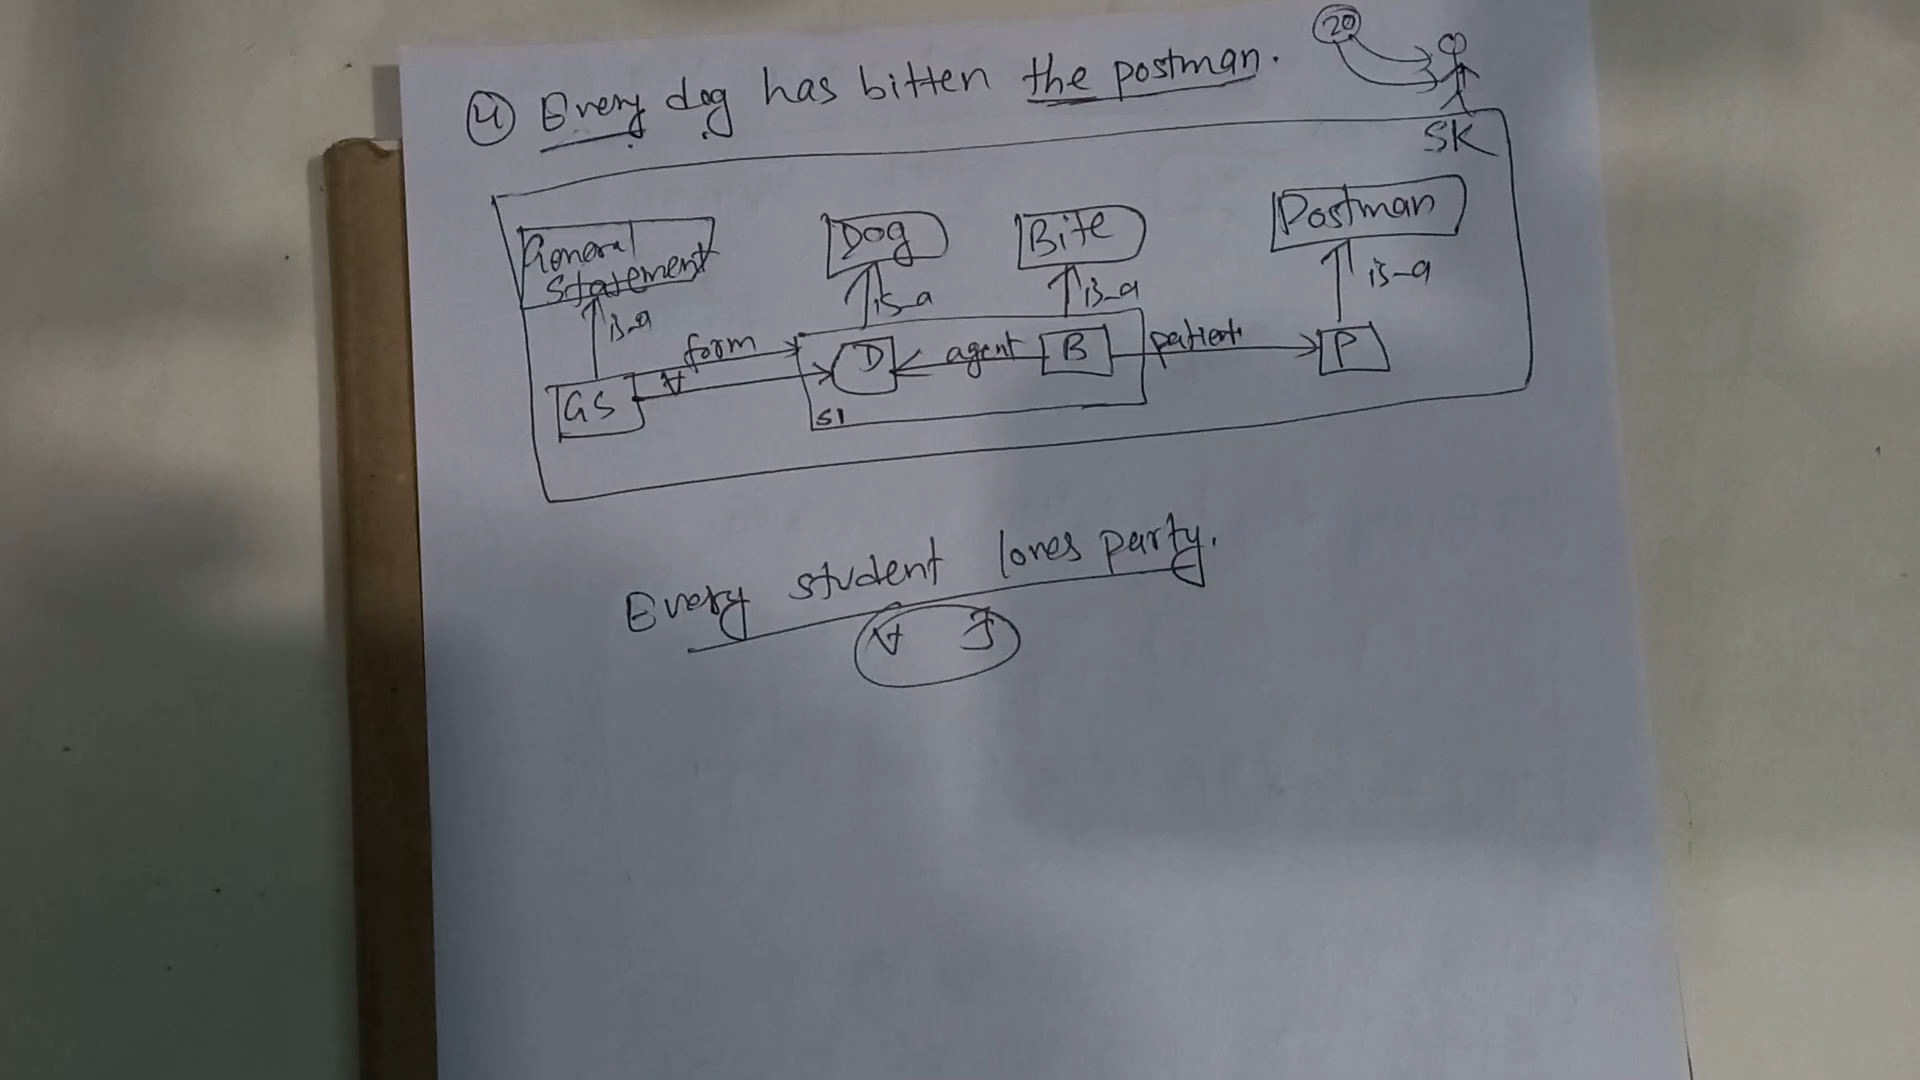 20
④ Every dog has bitten the postman.
SK
General Statement Dog Bite Postman
is-a is-a is-a is-a
form
∀ D agent B patient P
GS
S1
Every student loves party.
∀ ∃